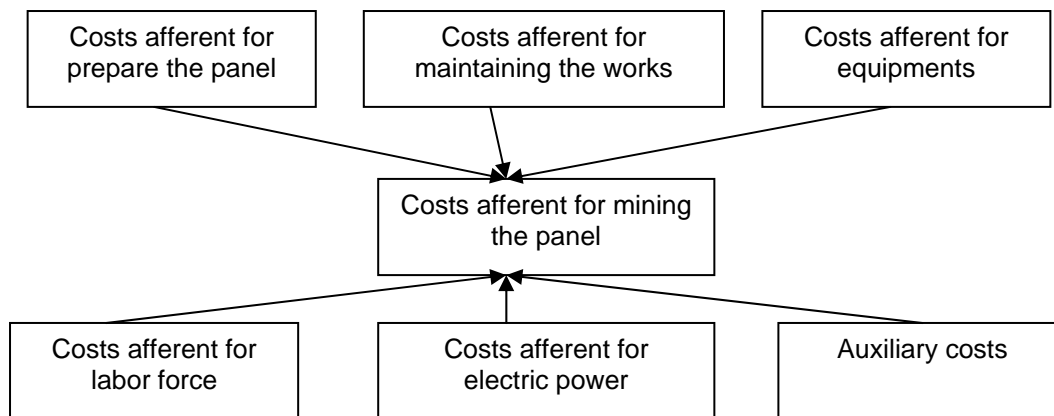 Costs afferent for
prepare the panel
Costs afferent for
maintaining the works
Costs afferent for
equipments
Costs afferent for mining
the panel
Costs afferent for
labor force
Costs afferent for
electric power
Auxiliary costs